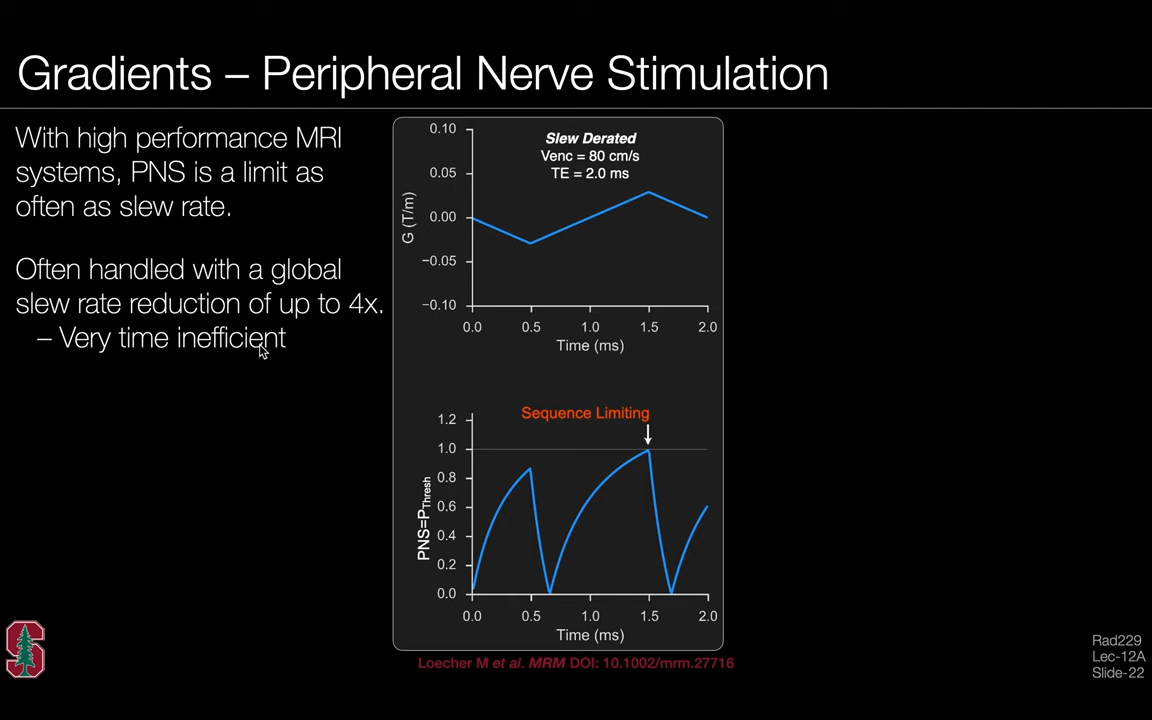 Gradients – Peripheral Nerve Stimulation
With high performance MRI
systems, PNS is a limit as
often as slew rate.
Often handled with a global
slew rate reduction of up to 4x.
– Very time inefficient
Slew Derated
Venc = 80 cm/s
TE = 2.0 ms
G (T/m)
0.10
0.05
0.00
−0.05
−0.10
0.0 0.5 1.0 1.5 2.0
Time (ms)
Sequence Limiting
PNS=PThresh
1.2
1.0
0.8
0.6
0.4
0.2
0.0
0.0 0.5 1.0 1.5 2.0
Time (ms)
Loecher M et al. MRM DOI: 10.1002/mrm.27716
Rad229
Lec-12A
Slide-22